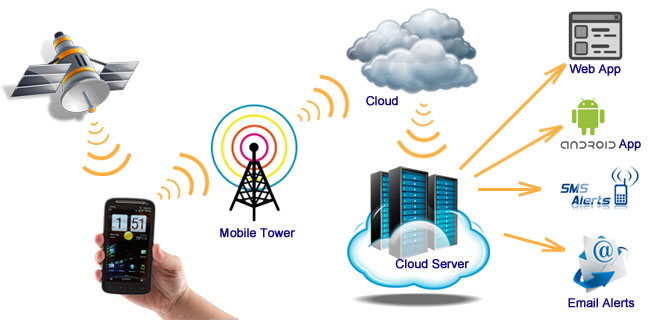 Web App
Cloud
ANDROID App
1 51
Mobile Tower
SMS
Alerts
Cloud Server
@
Email Alerts